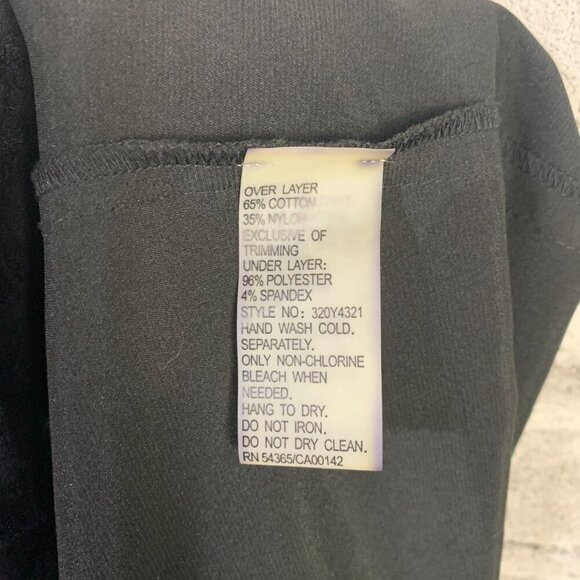 OVER LAYER
65% COTTON
35% NYLON
EXCLUSIVE OF
TRIMMING
UNDER LAYER:
96% POLYESTER
4% SPANDEX
STYLE NO: 320Y4321
HAND WASH COLD.
SEPARATELY.
ONLY NON-CHLORINE
BLEACH WHEN
NEEDED.
HANG TO DRY.
DO NOT IRON.
DO NOT DRY CLEAN.
RN 54365/CA00142